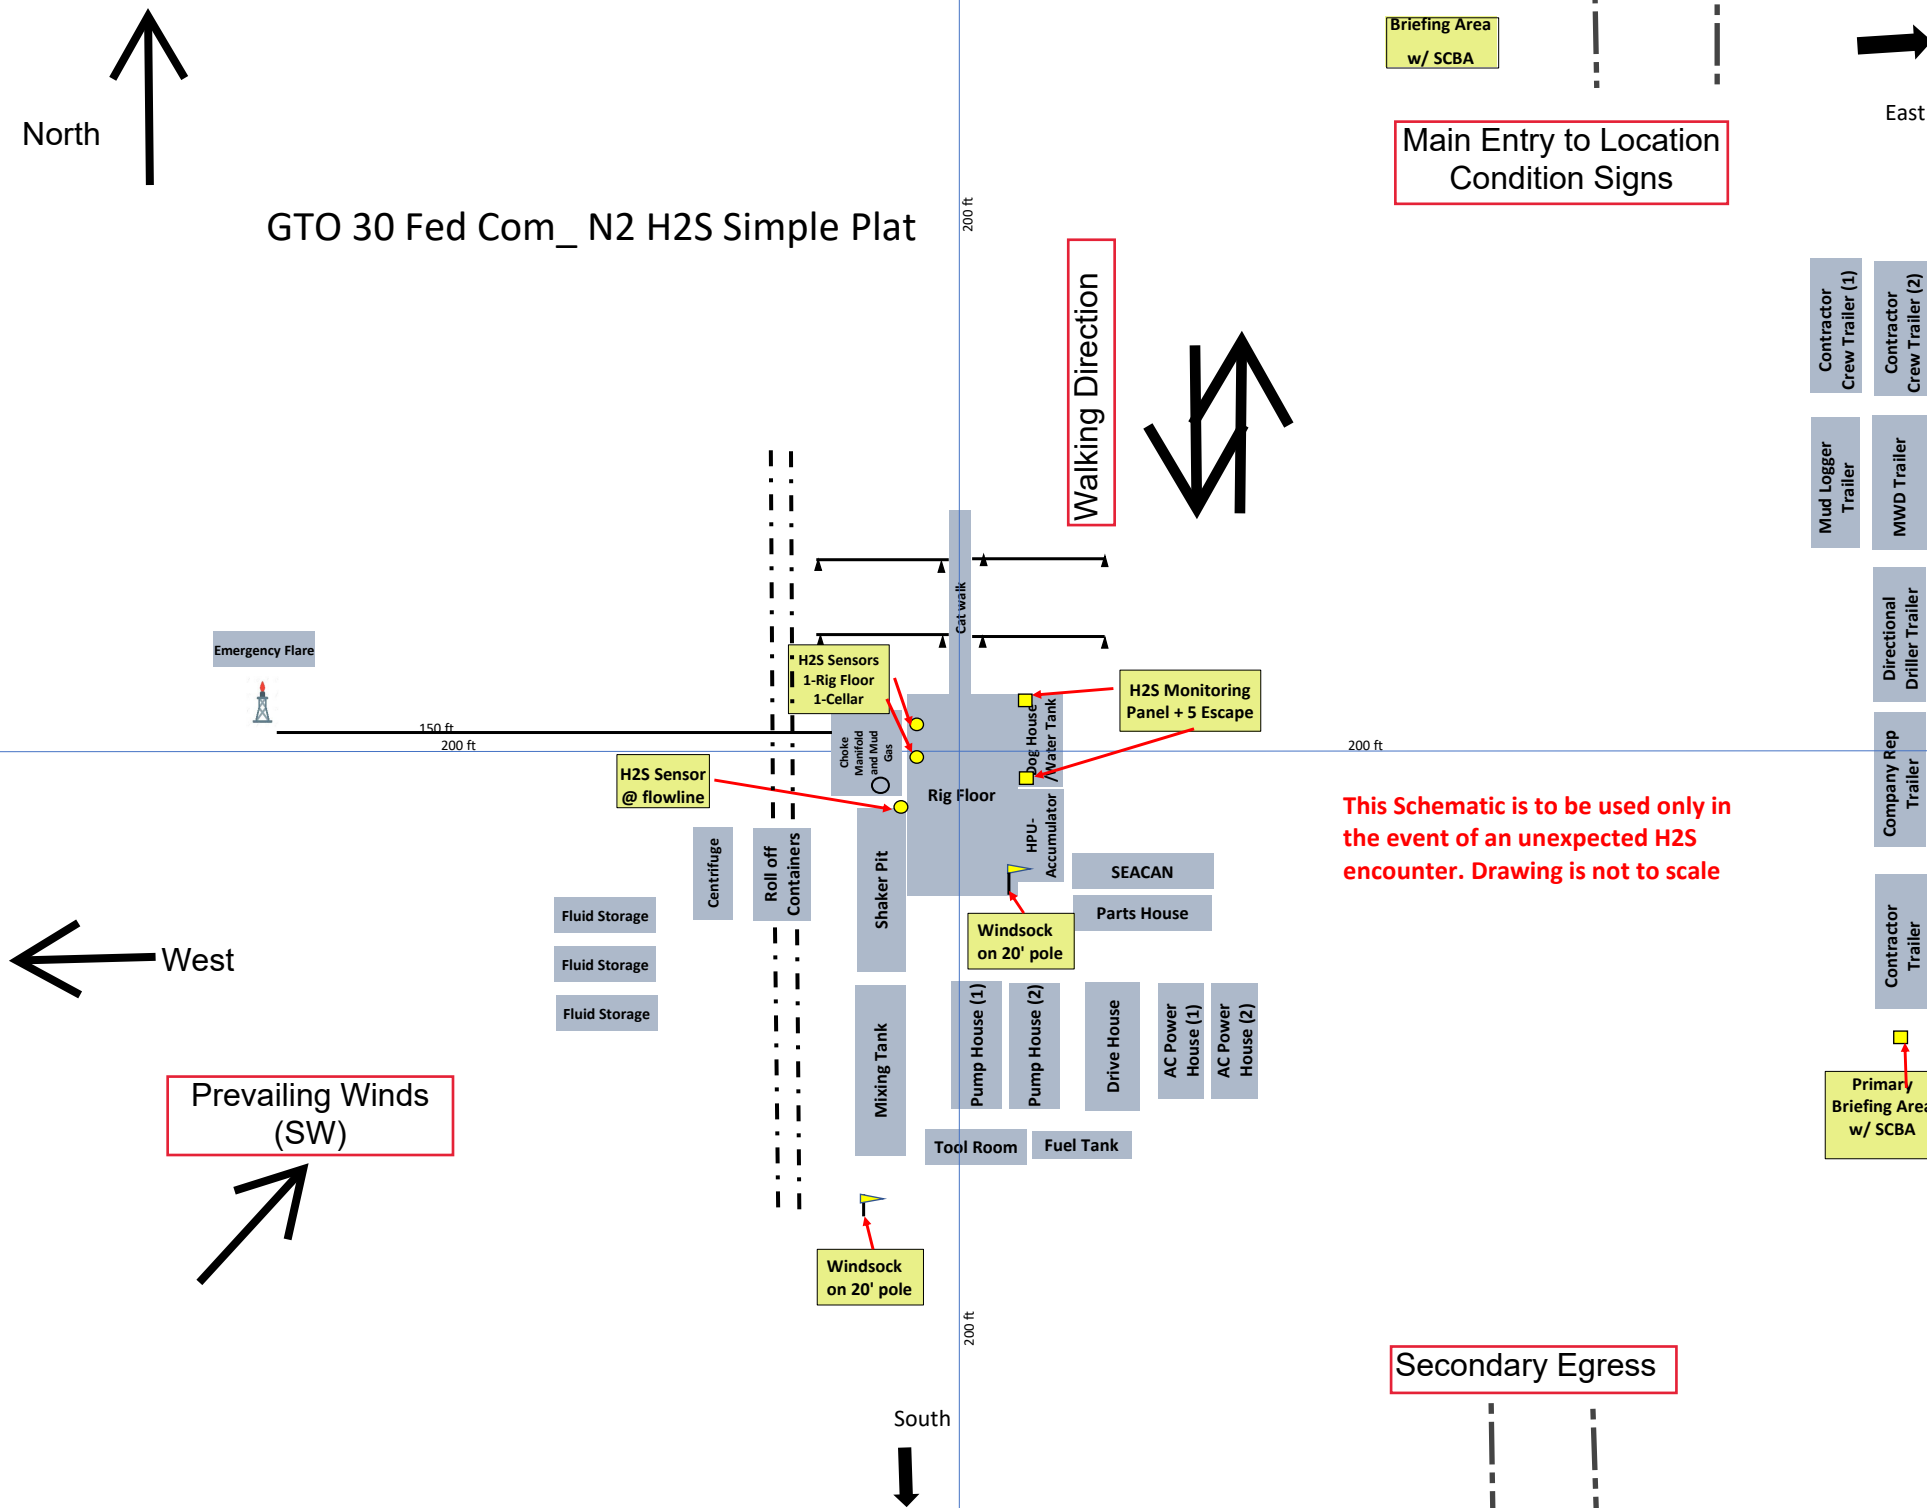 Briefing Area
w/ SCBA
North
East
Main Entry to Location
Condition Signs
GTO 30 Fed Com_ N2 H2S Simple Plat
200 ft
Walking Direction
Contractor
Crew Trailer (1)
Contractor
Crew Trailer (2)
Mud Logger
Trailer
MWD Trailer
Cat walk
Emergency Flare
H2S Sensors
1-Rig Floor
1-Cellar
H2S Monitoring
Panel + 5 Escape
Directional
Driller Trailer
150 ft
200 ft
Choke
Manifold
and Mud
Gas
Dog House
/Water Tank
200 ft
H2S Sensor
@ flowline
Rig Floor
Company Rep
Trailer
This Schematic is to be used only in
the event of an unexpected H2S
encounter. Drawing is not to scale
HPU-
Accumulator
Centrifuge
Roll off
Containers
Shaker Pit
SEACAN
Parts House
Fluid Storage
Fluid Storage
Fluid Storage
Windsock
on 20' pole
Contractor
Trailer
West
Mixing Tank
Pump House (1)
Pump House (2)
Drive House
AC Power
House (1)
AC Power
House (2)
Prevailing Winds
(SW)
Primary
Briefing Area
w/ SCBA
Tool Room
Fuel Tank
Windsock
on 20' pole
200 ft
Secondary Egress
South